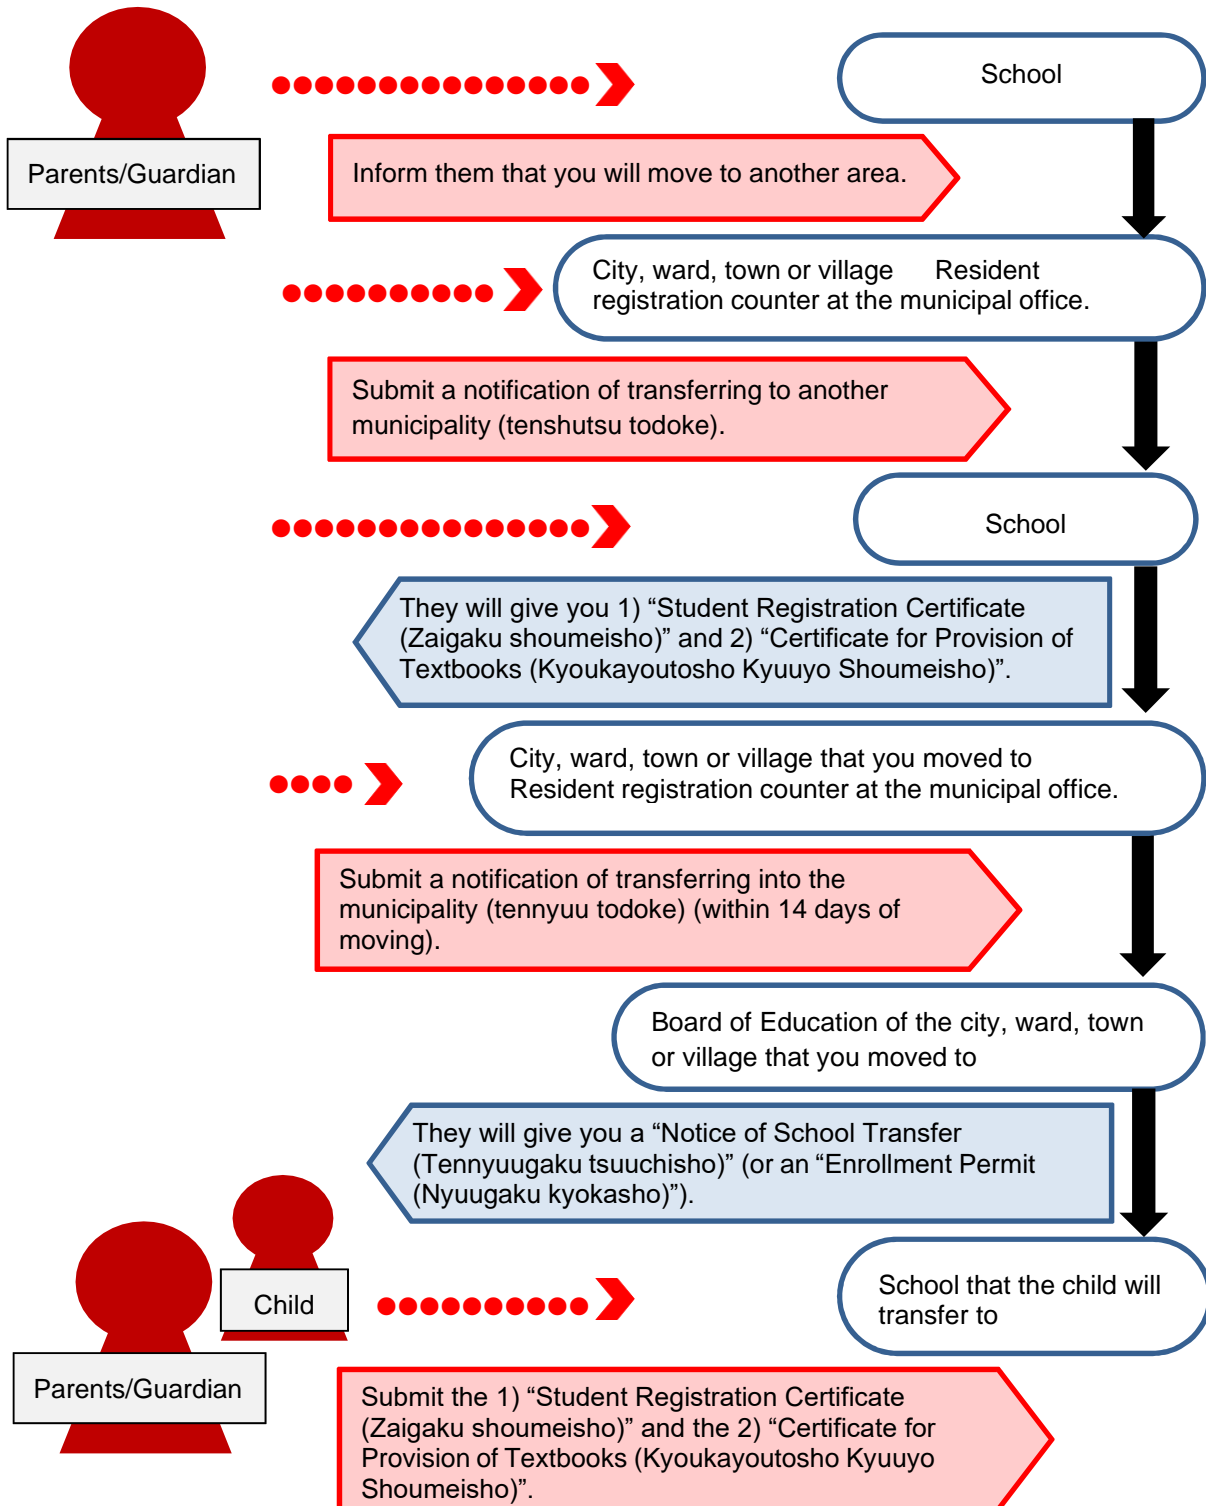 School
Parents/Guardian
Inform them that you will move to another area.
City, ward, town or village Resident
registration counter at the municipal office.
Submit a notification of transferring to another
municipality (tenshutsu todoke).
School
They will give you 1) “Student Registration Certificate
(Zaigaku shoumeisho)” and 2) “Certificate for Provision of
Textbooks (Kyoukayoutosho Kyuuyo Shoumeisho)”.
City, ward, town or village that you moved to
Resident registration counter at the municipal office.
Submit a notification of transferring into the
municipality (tennyuu todoke) (within 14 days of
moving).
Board of Education of the city, ward, town
or village that you moved to
They will give you a “Notice of School Transfer
(Tennyuugaku tsuuchisho)” (or an “Enrollment Permit
(Nyuugaku kyokasho)”).
Child
School that the child will
transfer to
Parents/Guardian
Submit the 1) “Student Registration Certificate
(Zaigaku shoumeisho)” and the 2) “Certificate for
Provision of Textbooks (Kyoukayoutosho Kyuuyo
Shoumeisho)”.